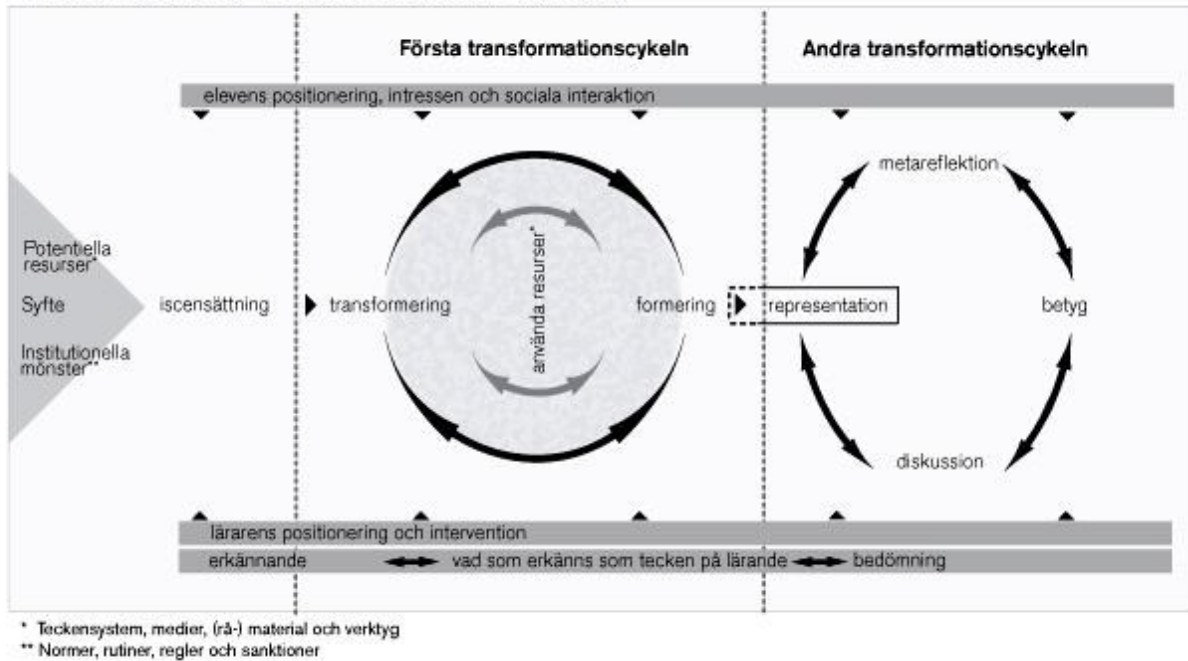 Första transformationscykeln
Andra transformationscykeln
elevens positionering, intressen och sociala interaktion
Potentiella
resurser*
Syfte
Institutionella
mönster**
iscensättning
transformering
använda resurser*
formering
representation
metareflektion
betyg
diskussion
lärarens positionering och intervention
erkännande
vad som erkänns som tecken på lärande
bedömning
* Teckensystem, medier, (rå-) material och verktyg
** Normer, rutiner, regler och sanktioner